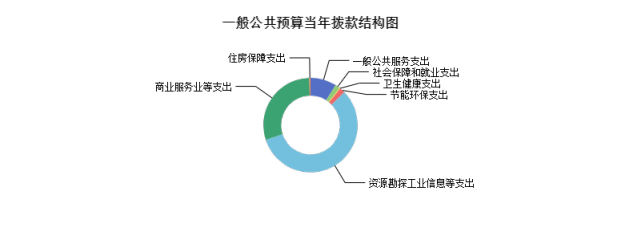 一般公共预算当年拨款结构图
住房保障支出
一般公共服务支出
社会保障和就业支出
卫生健康支出
节能环保支出
商业服务业等支出
资源勘探工业信息等支出